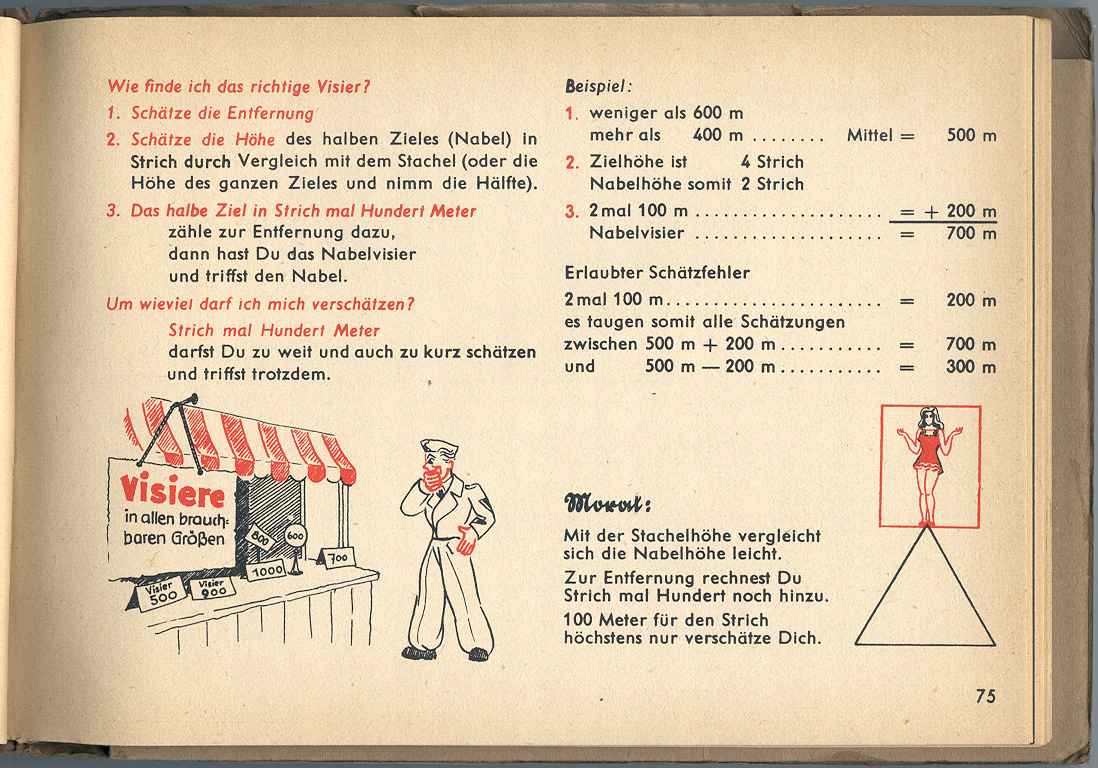 Wie finde ich das richtige Visier?
1. Schätze die Entfernung
2. Schätze die Höhe des halben Zieles (Nabel) in
Strich durch Vergleich mit dem Stachel (oder die
Höhe des ganzen Zieles und nimm die Hälfte).
3. Das halbe Ziel in Strich mal Hundert Meter
zähle zur Entfernung dazu,
dann hast Du das Nabelvisier
und triffst den Nabel.
Um wieviel darf ich mich verschätzen?
Strich mal Hundert Meter
darfst Du zu weit und auch zu kurz schätzen
und triffst trotzdem.
Visiere
in allen brauch-
baren Größen
800
600
700
1000
Visier
500
Visier
900
Beispiel:
1. weniger als 600 m
mehr als 400 m ........ Mittel = 500 m
2. Zielhöhe ist 4 Strich
Nabelhöhe somit 2 Strich
3. 2mal 100 m .................... = + 200 m
Nabelvisier .................... = 700 m
Erlaubter Schätzfehler
2mal 100 m....................... = 200 m
es taugen somit alle Schätzungen
zwischen 500 m + 200 m ........... = 700 m
und 500 m — 200 m ........... = 300 m
Moral:
Mit der Stachelhöhe vergleicht
sich die Nabelhöhe leicht.
Zur Entfernung rechnest Du
Strich mal Hundert noch hinzu.
100 Meter für den Strich
höchstens nur verschätze Dich.
75